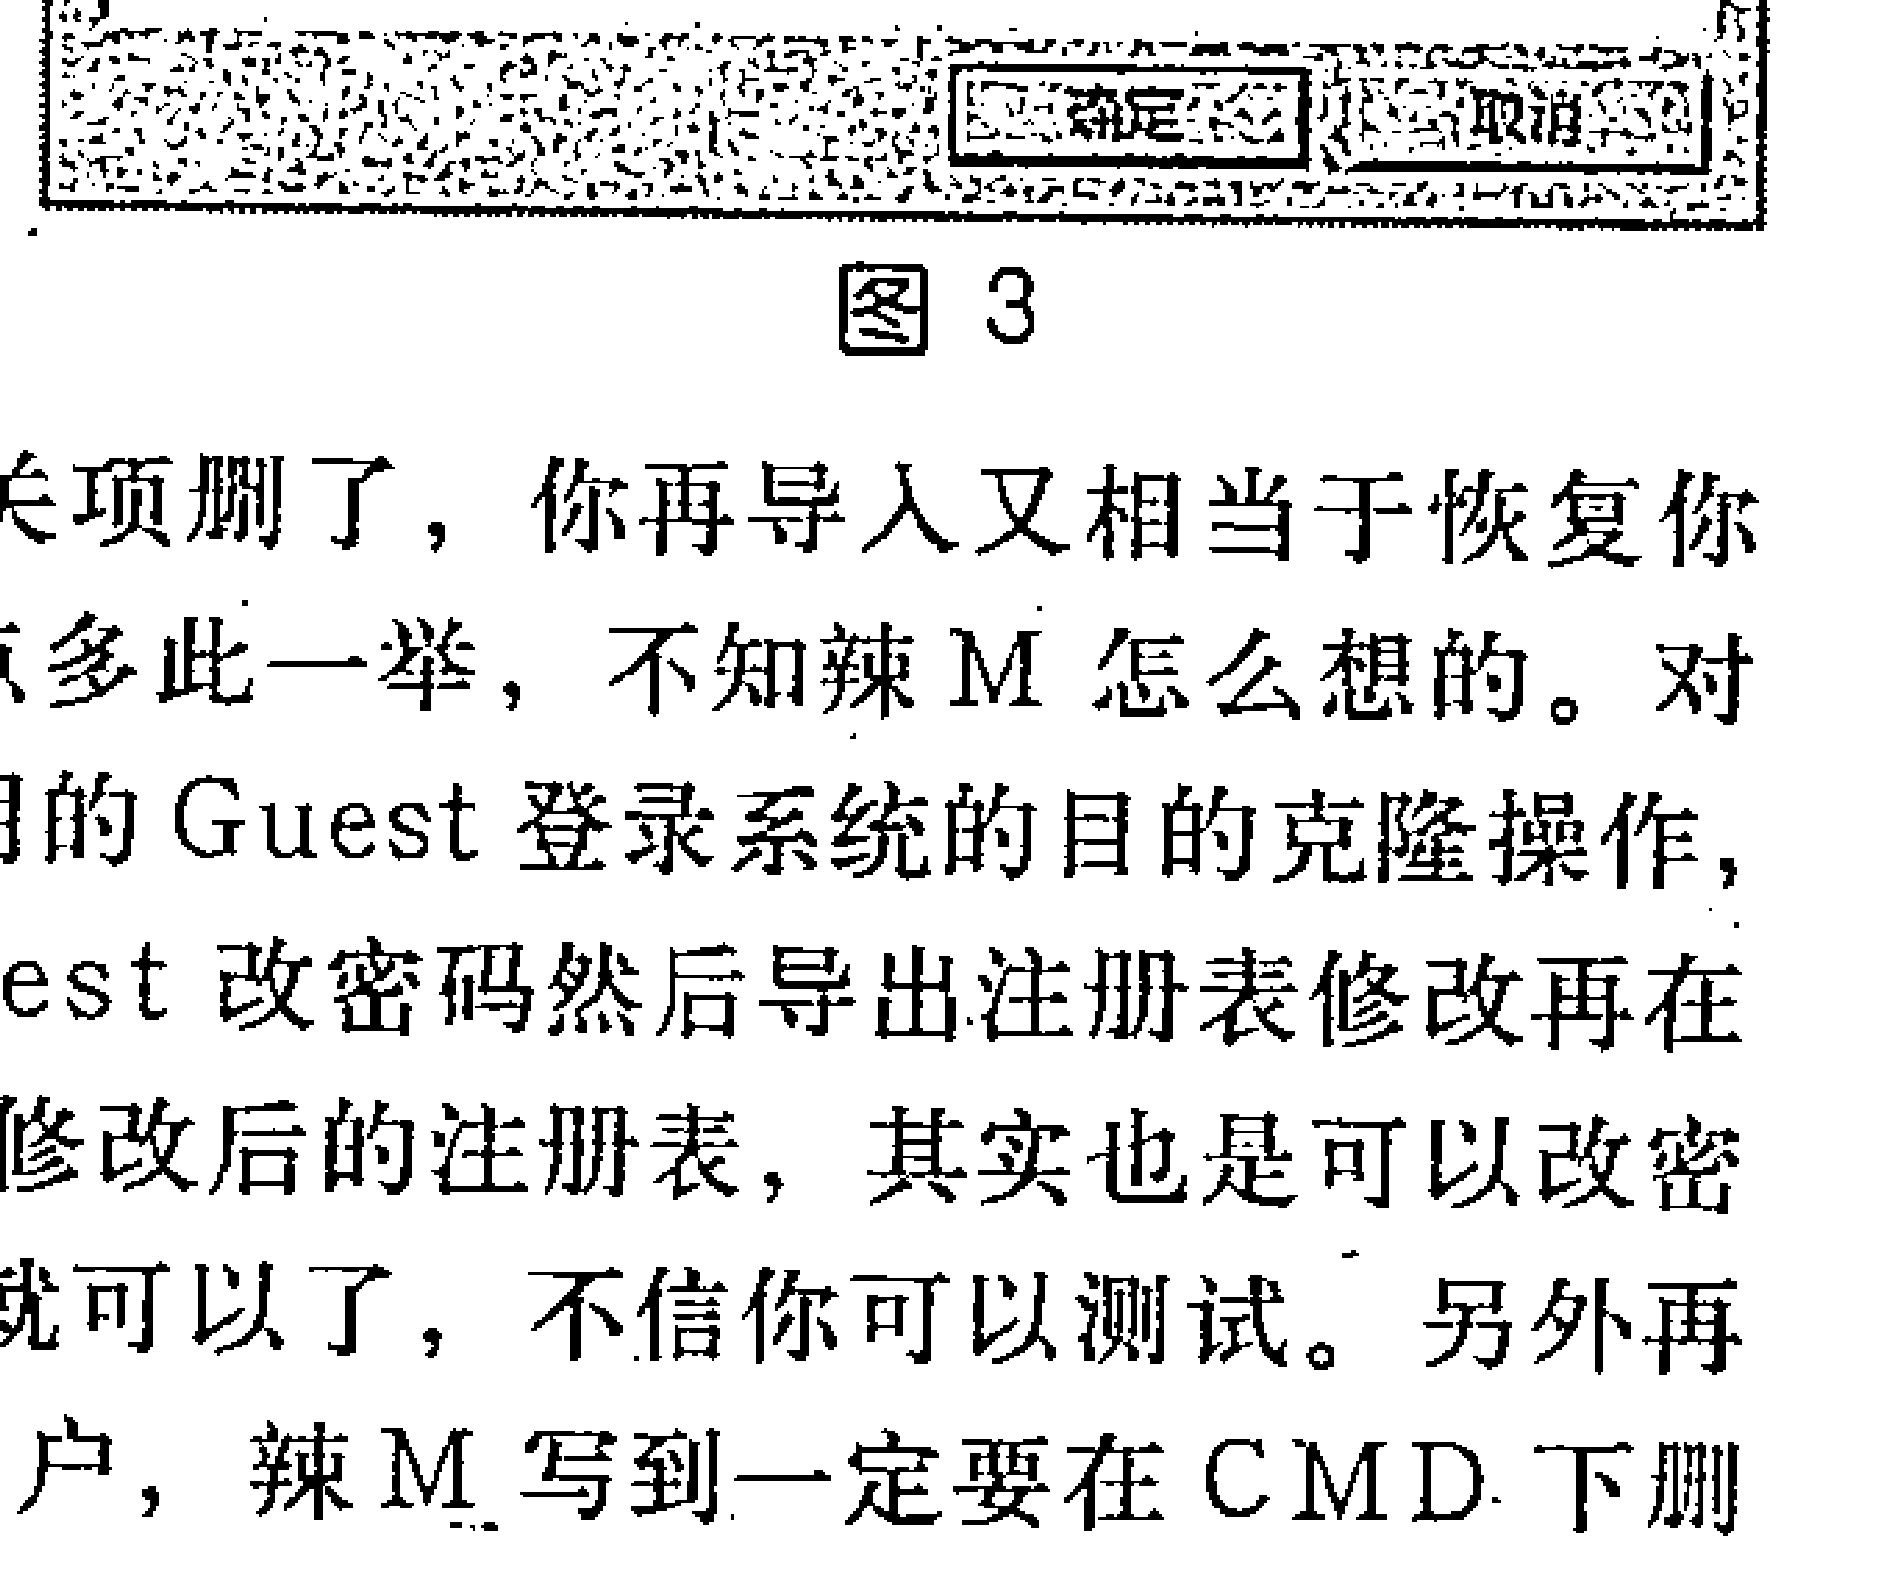 确定 取消
图 3
关项删了，你再导入又相当于恢复你
多此一举，不知辣 M 怎么想的。对
的 Guest 登录系统的目的克隆操作，
est 改密码然后导出注册表修改再在
修改后的注册表，其实也是可以改密
就可以了，不信你可以测试。另外再
户，辣 M 写到一定要在 CMD 下删